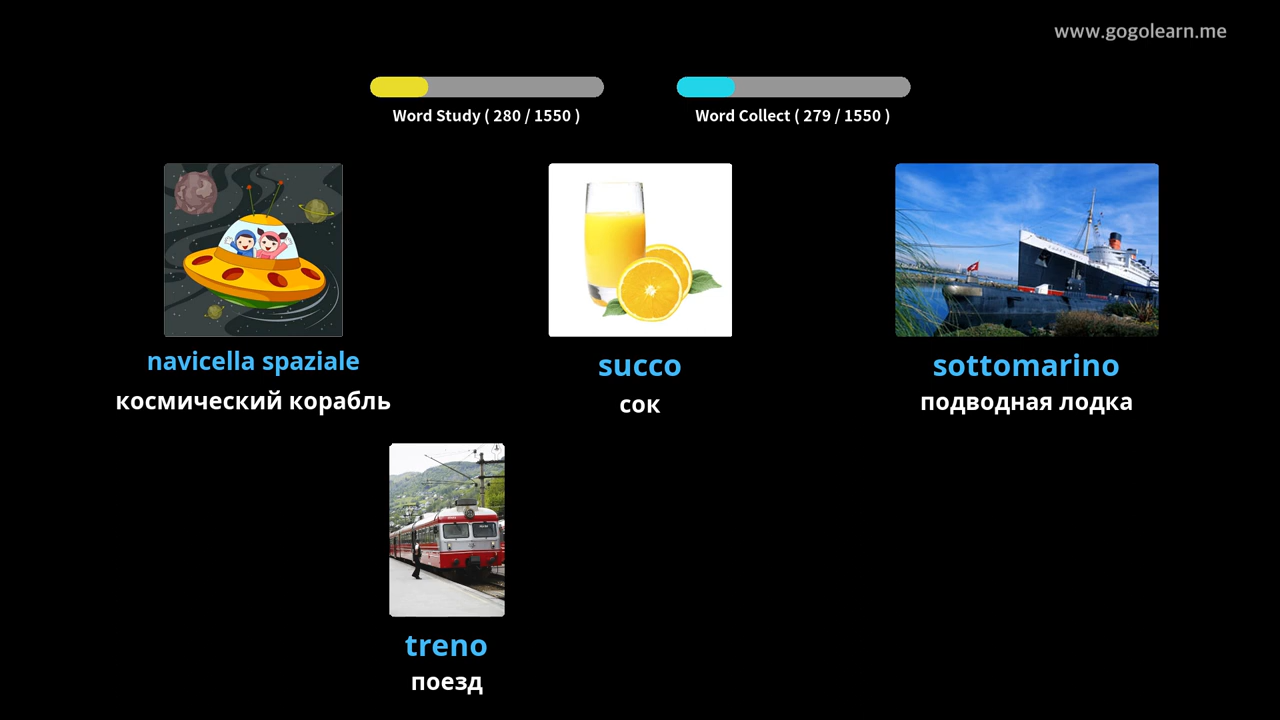 www.gogolearn.me
Word Study ( 280 / 1550 )
Word Collect ( 279 / 1550 )
navicella spaziale
космический корабль
succo
сок
sottomarino
подводная лодка
treno
поезд